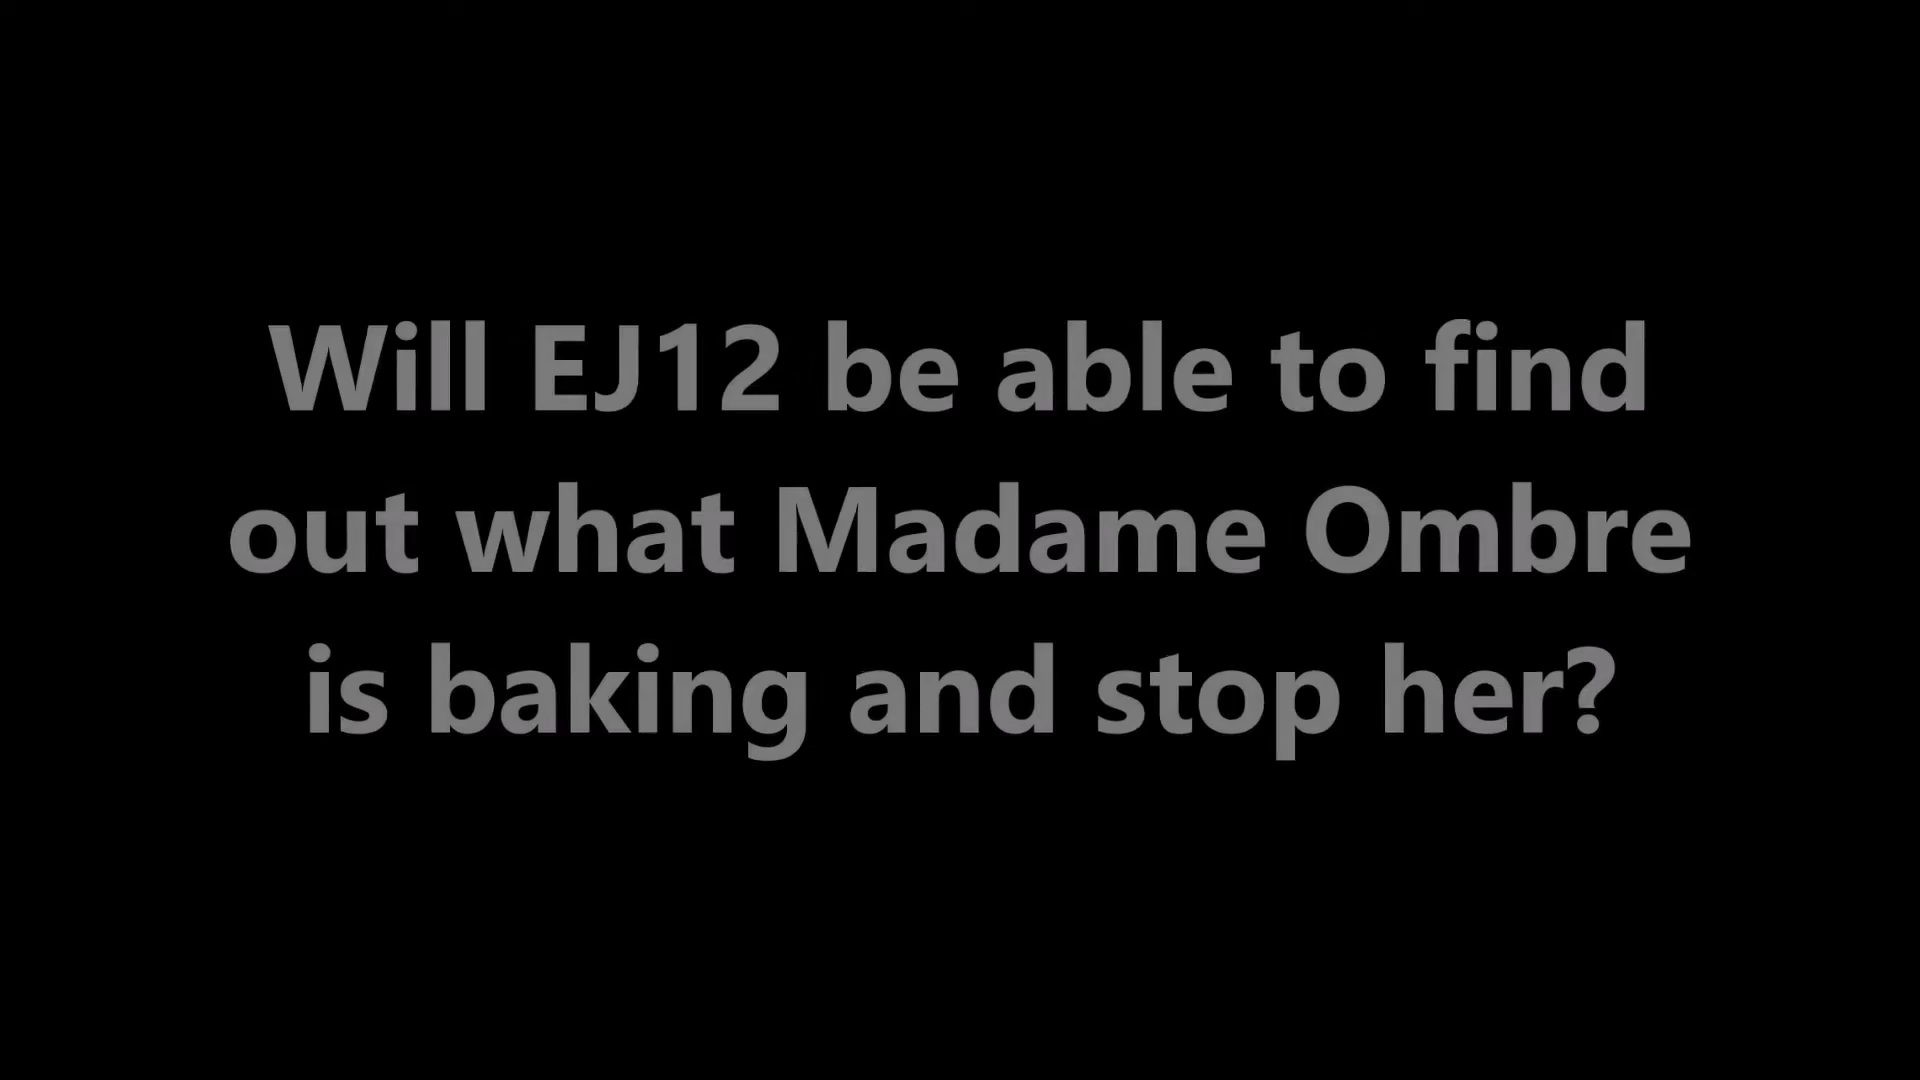 Will EJ12 be able to find
out what Madame Ombre
is baking and stop her?